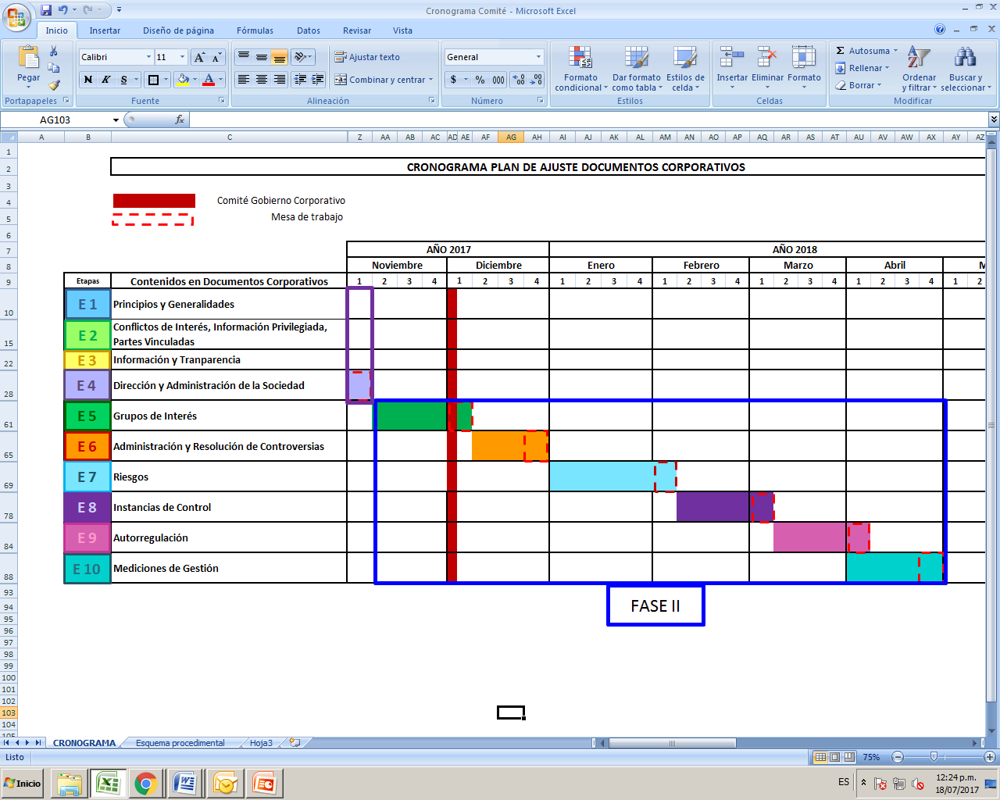 Cronograma Comité - Microsoft Excel
Inicio Insertar Diseño de página Fórmulas Datos Revisar Vista
Pegar
Portapapeles
Calibri 11
N K S
Fuente
Ajustar texto
Combinar y centrar
Alineación
General
$ % 000
Número
Formato condicional
Dar formato como tabla
Estilos de celda
Estilos
Insertar Eliminar Formato
Celdas
Autosuma
Rellenar
Borrar
Ordenar y filtrar
Buscar y seleccionar
Modificar
AG103 fx
A B C Z AA AB AC AD AE AF AG AH AI AJ AK AL AM AN AO AP AQ AR AS AT AU AV AW AX AY AZ
1
2 CRONOGRAMA PLAN DE AJUSTE DOCUMENTOS CORPORATIVOS
3
4 Comité Gobierno Corporativo
5 Mesa de trabajo
6
7 AÑO 2017 AÑO 2018
8 Noviembre Diciembre Enero Febrero Marzo Abril M
9 Etapas Contenidos en Documentos Corporativos 1 2 3 4 1 2 3 4 1 2 3 4 1 2 3 4 1 2 3 4 1 2 3 4 1 2
10 E 1 Principios y Generalidades
15 E 2 Conflictos de Interés, Información Privilegiada,
Partes Vinculadas
22 E 3 Información y Tranparencia
28 E 4 Dirección y Administración de la Sociedad
61 E 5 Grupos de Interés
65 E 6 Administración y Resolución de Controversias
69 E 7 Riesgos
78 E 8 Instancias de Control
84 E 9 Autorregulación
88 E 10 Mediciones de Gestión
93
94 FASE II
95
96
97
98
99
100
101
102
103
104
105
CRONOGRAMA Esquema procedimental Hoja3
Listo 75%
Inicio ES 12:24 p.m.
18/07/2017